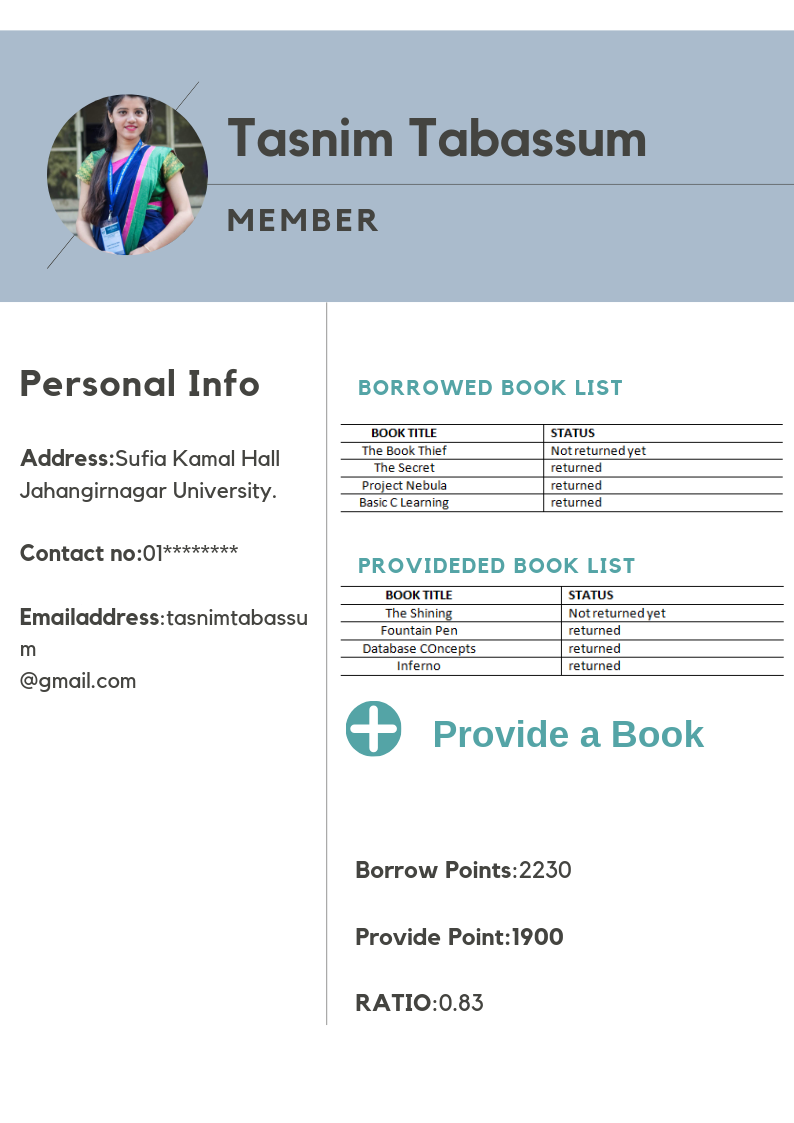 Tasnim Tabassum
MEMBER
Personal Info
Address:Sufia Kamal Hall
Jahangirnagar University.
Contact no:01********
Emailaddress:tasnimtabassu
m
@gmail.com
BORROWED BOOK LIST
BOOK TITLE STATUS
The Book Thief Not returned yet
The Secret returned
Project Nebula returned
Basic C Learning returned
PROVIDEDED BOOK LIST
BOOK TITLE STATUS
The Shining Not returned yet
Fountain Pen returned
Database COncepts returned
Inferno returned
Provide a Book
Borrow Points:2230
Provide Point:1900
RATIO:0.83